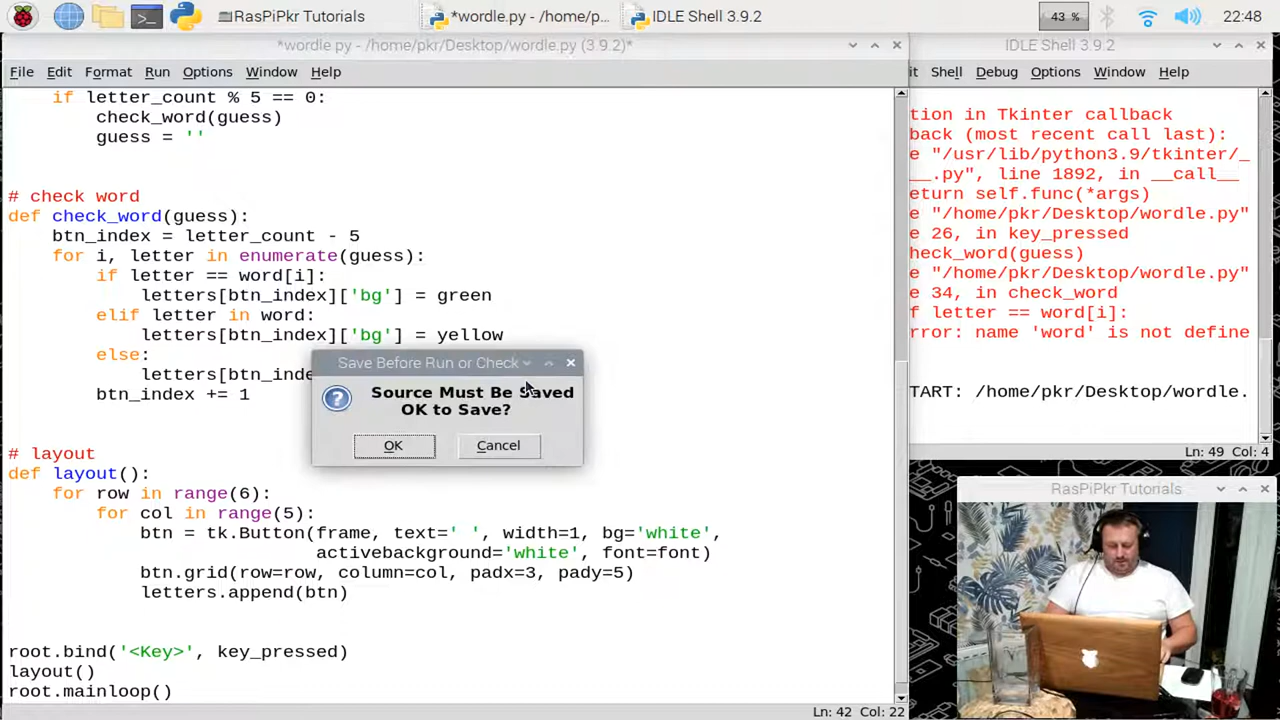 RasPiPkr Tutorials
*wordle.py - /home/p...
IDLE Shell 3.9.2
43 %
22:48
*wordle.py - /home/pkr/Desktop/wordle.py (3.9.2)*
File Edit Format Run Options Window Help
if letter_count % 5 == 0:
check_word(guess)
guess = ''
# check word
def check_word(guess):
btn_index = letter_count - 5
for i, letter in enumerate(guess):
if letter == word[i]:
letters[btn_index]['bg'] = green
elif letter in word:
letters[btn_index]['bg'] = yellow
else:
letters[btn_inde
btn_index += 1
# layout
def layout():
for row in range(6):
for col in range(5):
btn = tk.Button(frame, text=' ', width=1, bg='white',
activebackground='white', font=font)
btn.grid(row=row, column=col, padx=3, pady=5)
letters.append(btn)
root.bind('<Key>', key_pressed)
layout()
root.mainloop()
Ln: 42 Col: 22
Save Before Run or Check
Source Must Be Saved
OK to Save?
OK
Cancel
IDLE Shell 3.9.2
it Shell Debug Options Window Help
tion in Tkinter callback
back (most recent call last):
e "/usr/lib/python3.9/tkinter/_
__.py", line 1892, in __call__
eturn self.func(*args)
e "/home/pkr/Desktop/wordle.py"
e 26, in key_pressed
check_word(guess)
e "/home/pkr/Desktop/wordle.py"
e 34, in check_word
f letter == word[i]:
rror: name 'word' is not define
TART: /home/pkr/Desktop/wordle.
Ln: 49 Col: 4
RasPiPkr Tutorials